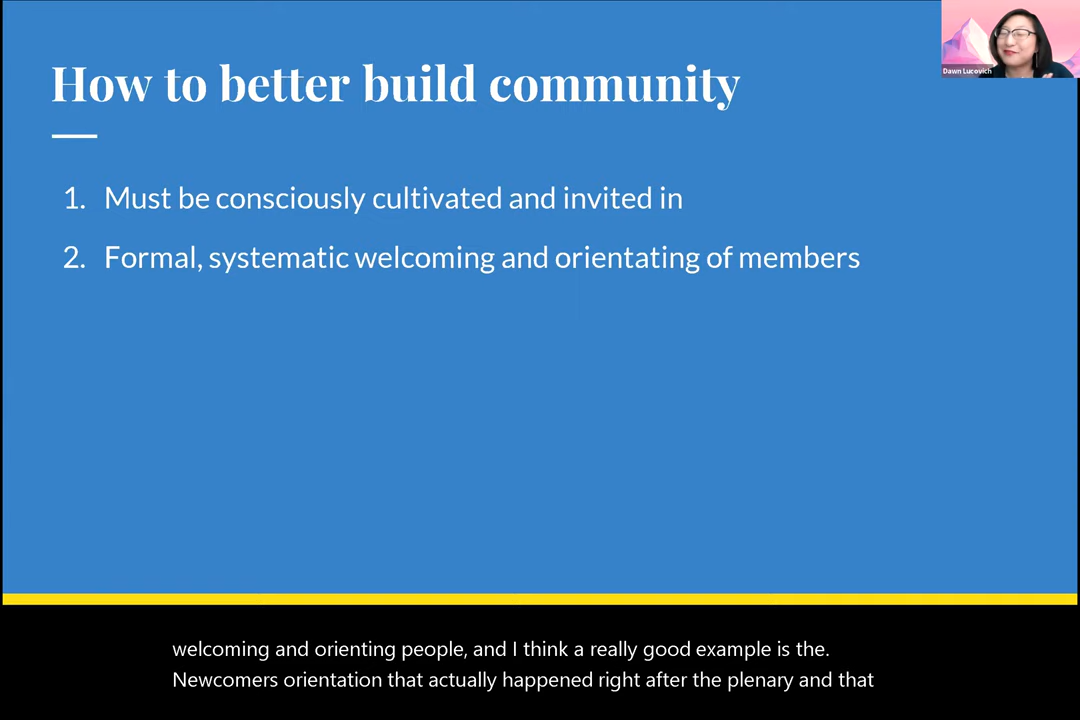 How to better build community
1. Must be consciously cultivated and invited in
2. Formal, systematic welcoming and orientating of members
Dawn Lucovich
welcoming and orienting people, and I think a really good example is the.
Newcomers orientation that actually happened right after the plenary and that